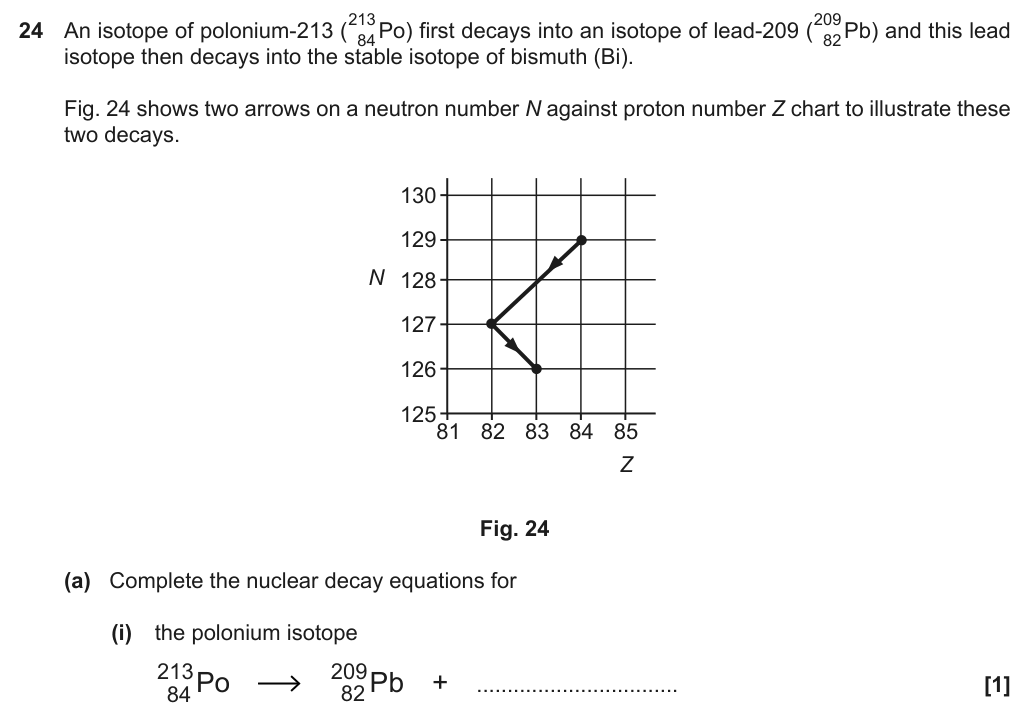 24 An isotope of polonium-213 (²¹³₈₄Po) first decays into an isotope of lead-209 (²⁰⁹₈₂Pb) and this lead
isotope then decays into the stable isotope of bismuth (Bi).
Fig. 24 shows two arrows on a neutron number N against proton number Z chart to illustrate these
two decays.
130
129
N 128
127
126
125
81 82 83 84 85
Z
Fig. 24
(a) Complete the nuclear decay equations for
(i) the polonium isotope
²¹³₈₄Po ⟶ ²⁰⁹₈₂Pb + ................................. [1]